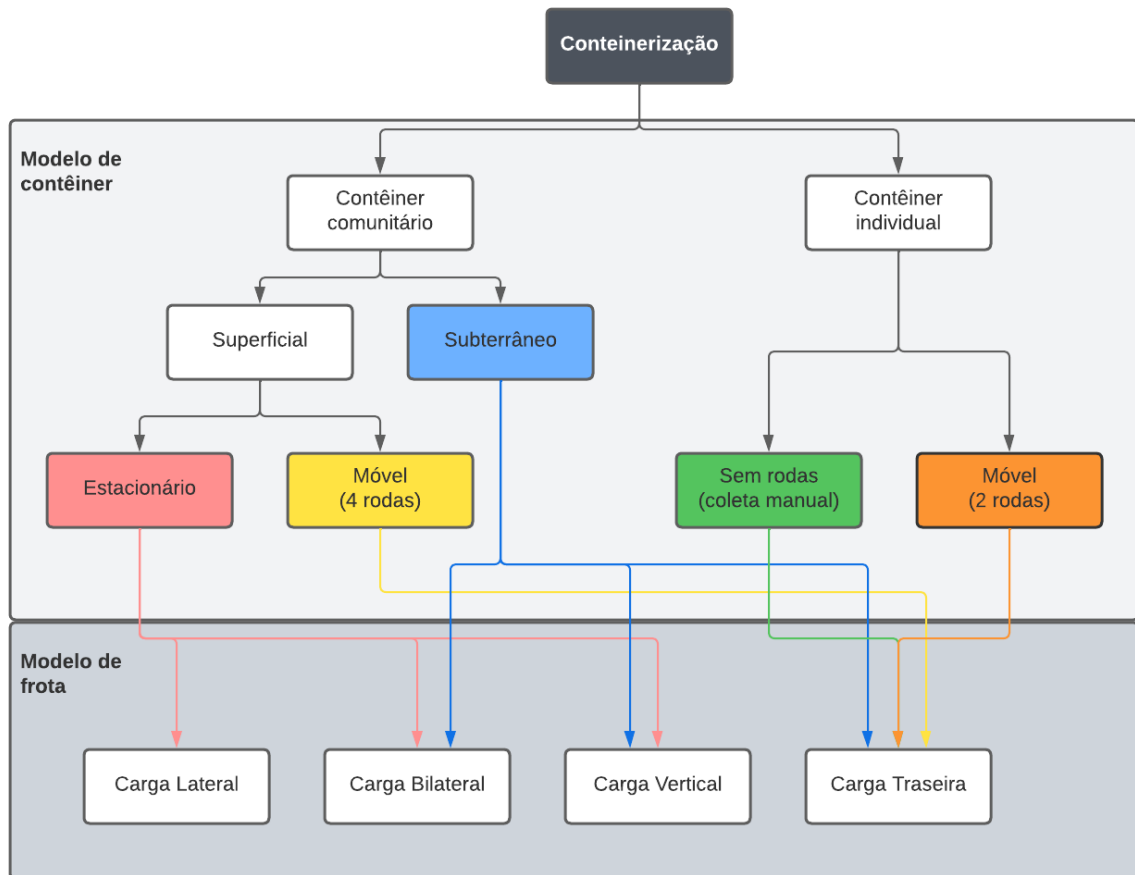 Conteinerização
Modelo de
contêiner
Contêiner
comunitário
Contêiner
individual
Superficial
Subterrâneo
Estacionário
Móvel
(4 rodas)
Sem rodas
(coleta manual)
Móvel
(2 rodas)
Modelo de
frota
Carga Lateral
Carga Bilateral
Carga Vertical
Carga Traseira